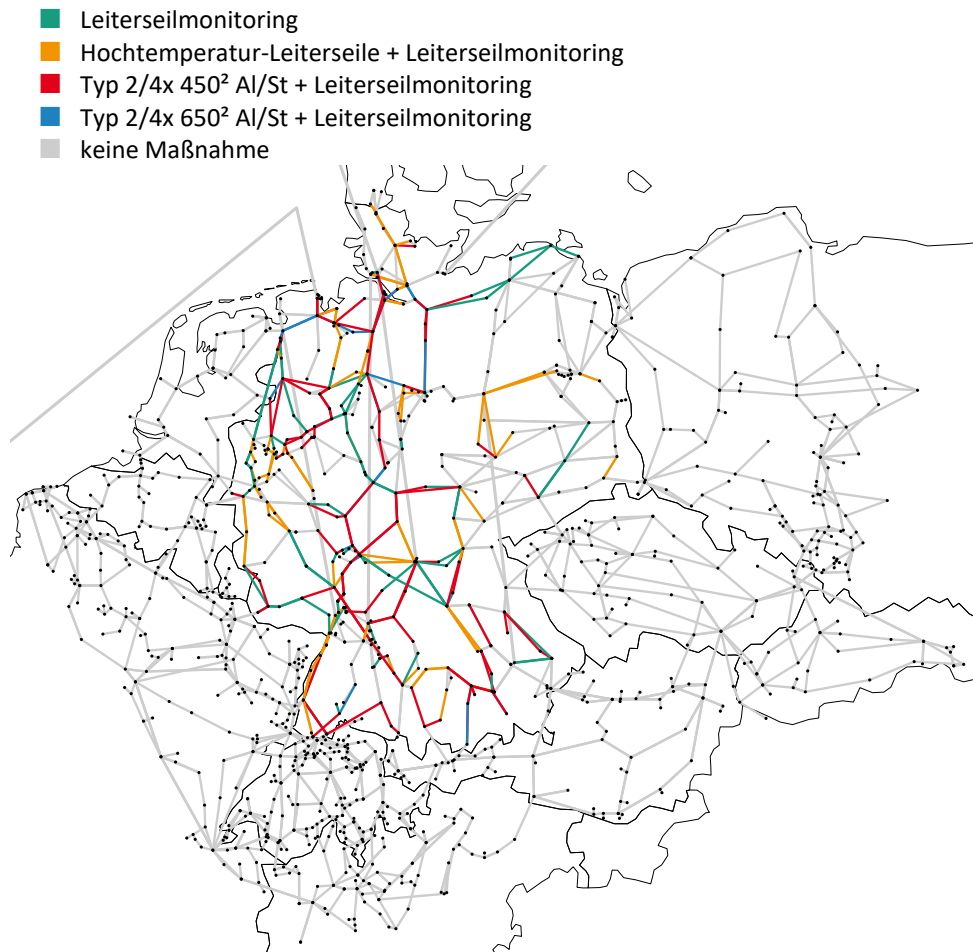 Leiterseilmonitoring
Hochtemperatur-Leiterseile + Leiterseilmonitoring
Typ 2/4x 450² Al/St + Leiterseilmonitoring
Typ 2/4x 650² Al/St + Leiterseilmonitoring
keine Maßnahme